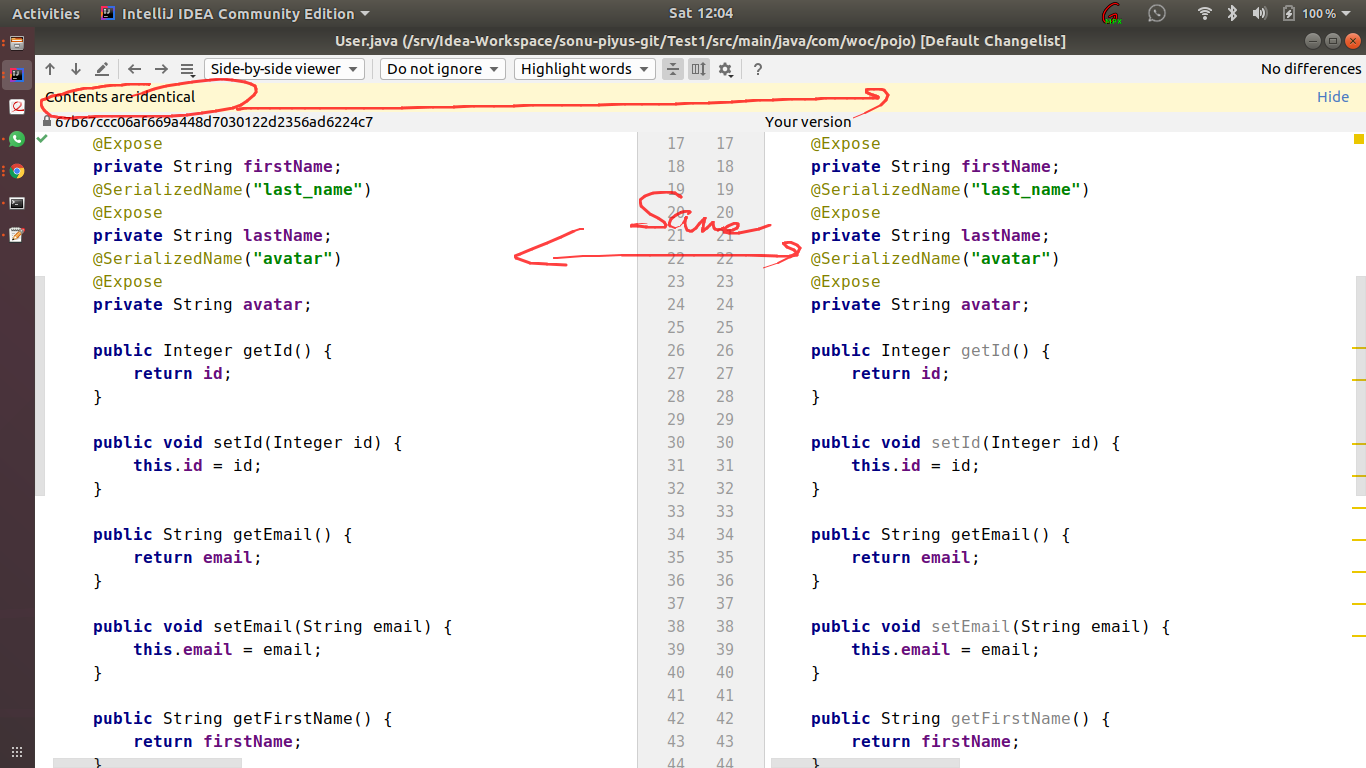 Activities IntelliJ IDEA Community Edition Sat 12:04 MPX 100 %
User.java (/srv/Idea-Workspace/sonu-piyus-git/Test1/src/main/java/com/woc/pojo) [Default Changelist]
Side-by-side viewer Do not ignore Highlight words ? No differences
Contents are identical Hide
67b67ccc06af669a448d7030122d2356ad6224c7 Your version
@Expose 17 17 @Expose
private String firstName; 18 18 private String firstName;
@SerializedName("last_name") 19 19 @SerializedName("last_name")
@Expose 20 20 @Expose
Same
private String lastName; 21 21 private String lastName;
@SerializedName("avatar") 22 22 @SerializedName("avatar")
@Expose 23 23 @Expose
private String avatar; 24 24 private String avatar;
25 25
public Integer getId() { 26 26 public Integer getId() {
return id; 27 27 return id;
} 28 28 }
29 29
public void setId(Integer id) { 30 30 public void setId(Integer id) {
this.id = id; 31 31 this.id = id;
} 32 32 }
33 33
public String getEmail() { 34 34 public String getEmail() {
return email; 35 35 return email;
} 36 36 }
37 37
public void setEmail(String email) { 38 38 public void setEmail(String email) {
this.email = email; 39 39 this.email = email;
} 40 40 }
41 41
public String getFirstName() { 42 42 public String getFirstName() {
return firstName; 43 43 return firstName;
} 44 44 }